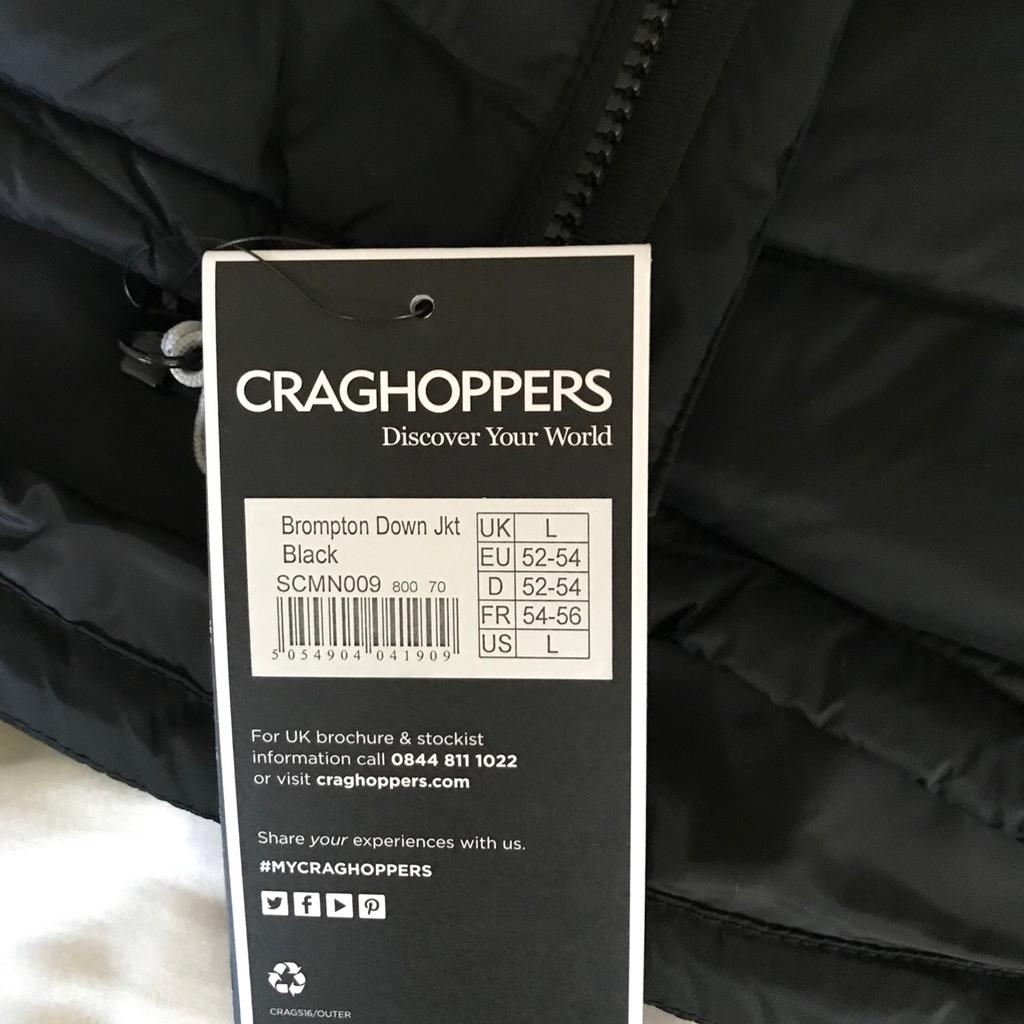 CRAGHOPPERS
Discover Your World
Brompton Down Jkt
Black
SCMN009 800 70
5 054904 041909
UK L
EU 52-54
D 52-54
FR 54-56
US L
For UK brochure & stockist
information call 0844 811 1022
or visit craghoppers.com
Share your experiences with us.
#MYCRAGHOPPERS
CRAGS16/OUTER